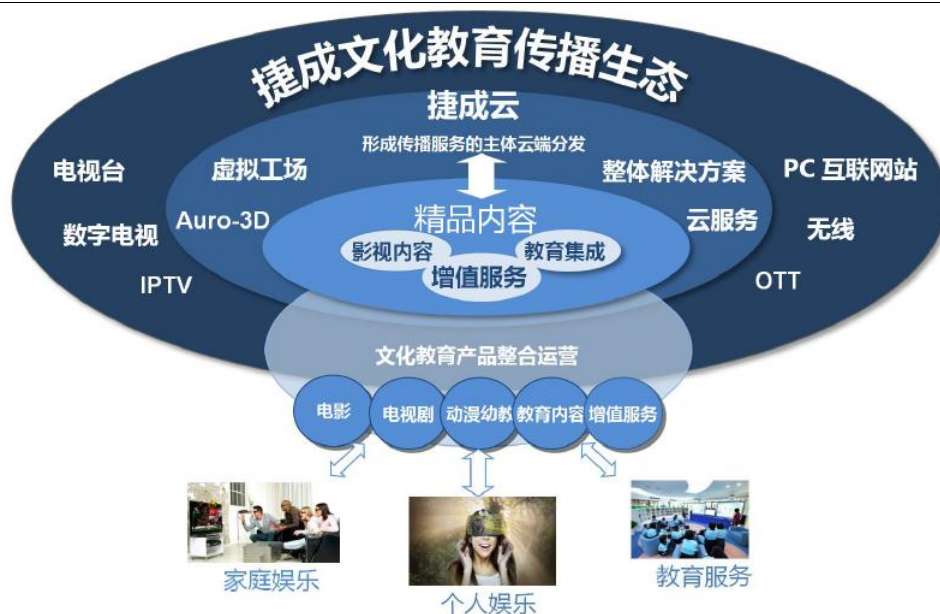 捷成文化教育传播生态
捷成云
形成传播服务的主体云端分发
电视台
虚拟工场
整体解决方案
PC 互联网站
数字电视
Auro-3D
精品内容
云服务
无线
影视内容
教育集成
增值服务
IPTV
OTT
文化教育产品整合运营
电影
电视剧
动漫幼教
教育内容
增值服务
家庭娱乐
个人娱乐
教育服务